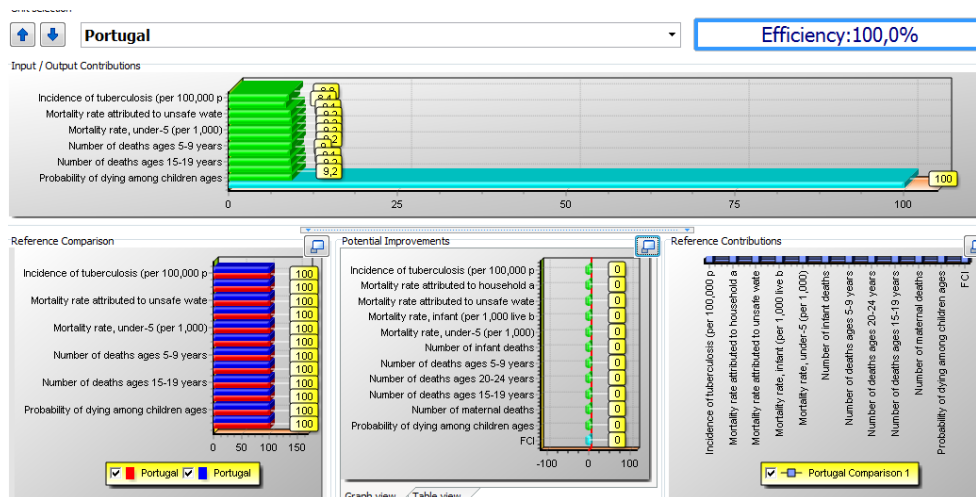 Portugal
Efficiency:100,0%
Input / Output Contributions
Incidence of tuberculosis (per 100,000 p
Mortality rate attributed to unsafe wate
Mortality rate, under-5 (per 1,000)
Number of deaths ages 5-9 years
Number of deaths ages 15-19 years
Probability of dying among children ages
9,2
100
0 25 50 75 100
Reference Comparison
Incidence of tuberculosis (per 100,000 p
Mortality rate attributed to unsafe wate
Mortality rate, under-5 (per 1,000)
Number of deaths ages 5-9 years
Number of deaths ages 15-19 years
Probability of dying among children ages
100
100
100
100
100
100
100
100
100
100
100
100
0 50 100 150
Portugal Portugal
Potential Improvements
Incidence of tuberculosis (per 100,000 p
Mortality rate attributed to household a
Mortality rate attributed to unsafe wate
Mortality rate, infant (per 1,000 live b
Mortality rate, under-5 (per 1,000)
Number of infant deaths
Number of deaths ages 5-9 years
Number of deaths ages 20-24 years
Number of deaths ages 15-19 years
Number of maternal deaths
Probability of dying among children ages
FCI
0
0
0
0
0
0
0
0
0
0
0
0
-100 0 100
Graph view Table view
Reference Contributions
Incidence of tuberculosis (per 100,000 p
Mortality rate attributed to household a
Mortality rate attributed to unsafe wate
Mortality rate, infant (per 1,000 live b
Mortality rate, under-5 (per 1,000)
Number of infant deaths
Number of deaths ages 5-9 years
Number of deaths ages 20-24 years
Number of deaths ages 15-19 years
Number of maternal deaths
Probability of dying among children ages
FCI
Portugal Comparison 1